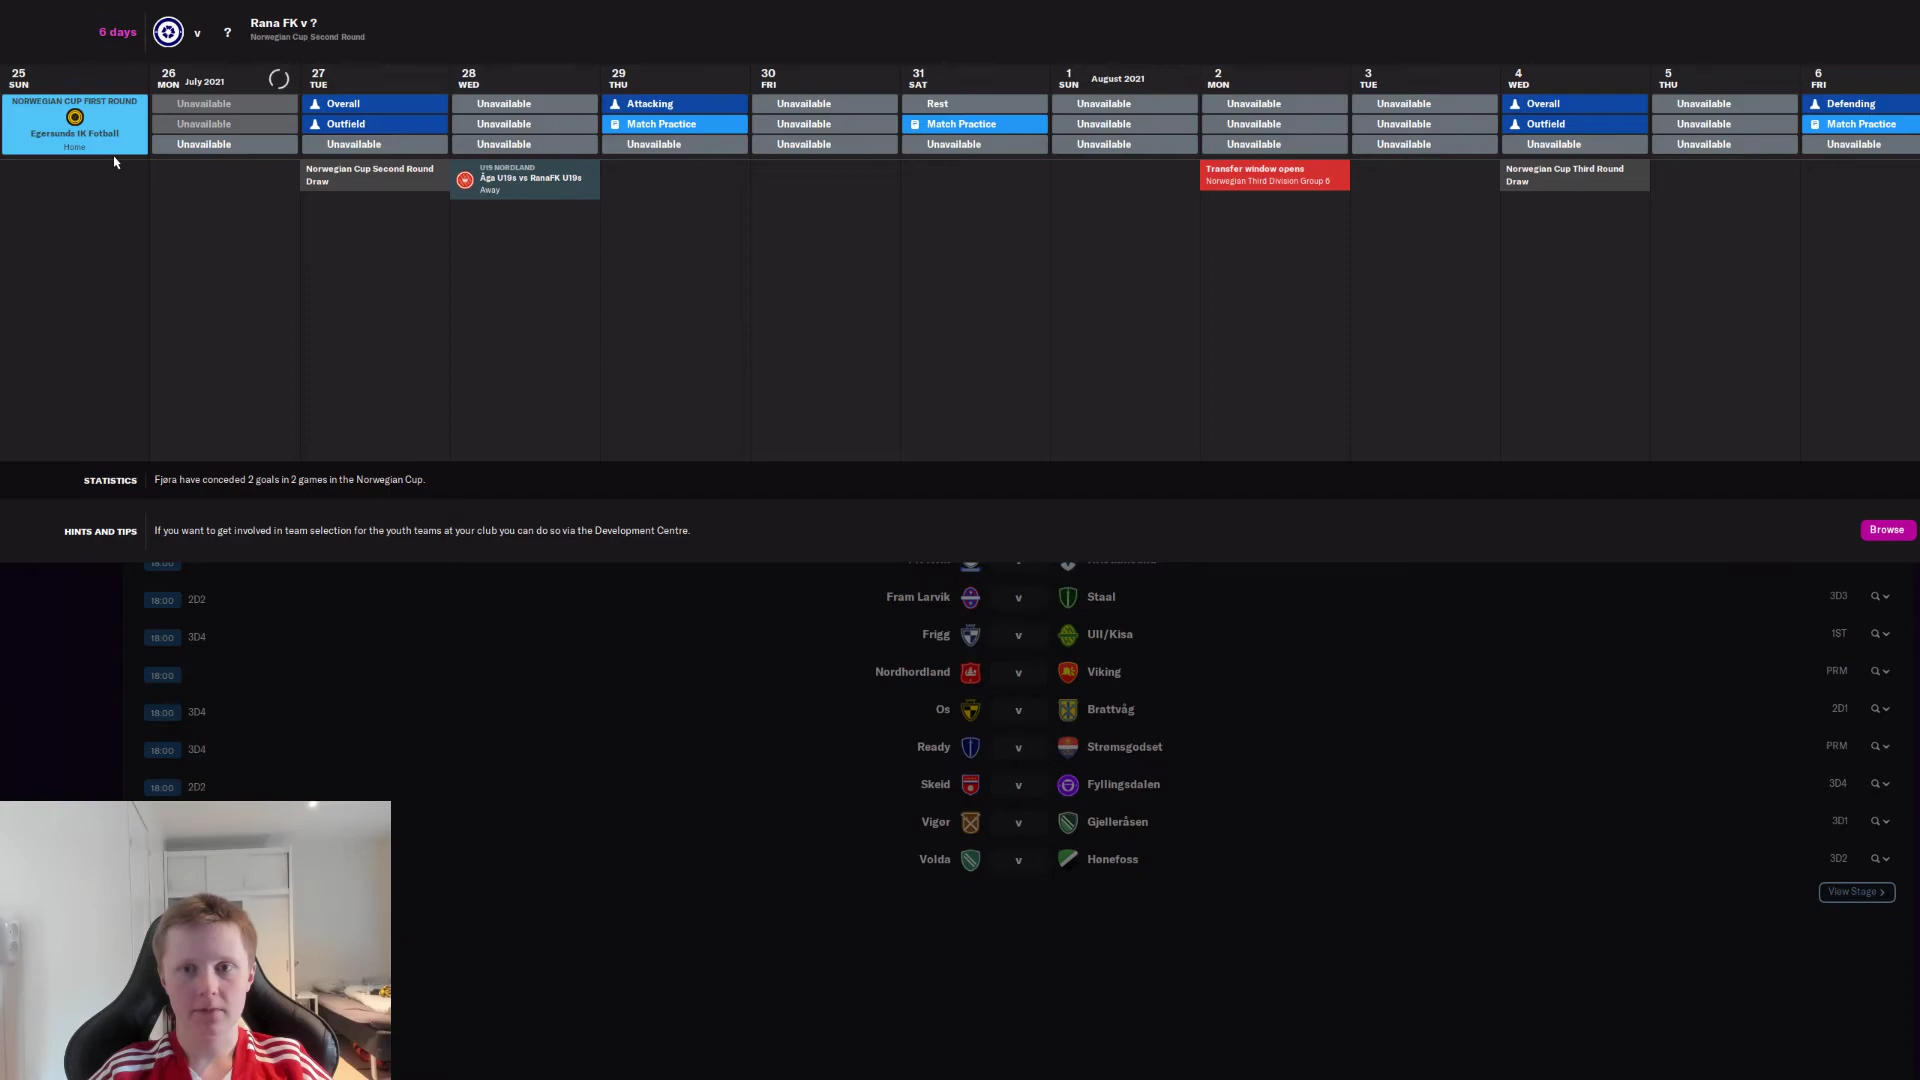 6 days
v
?
Rana FK v ?
Norwegian Cup Second Round
25 SUN
26 MON July 2021
27 TUE
28 WED
29 THU
30 FRI
31 SAT
1 SUN August 2021
2 MON
3 TUE
4 WED
5 THU
6 FRI
NORWEGIAN CUP FIRST ROUND
Egersunds IK Fotball
Home
Unavailable Overall Unavailable Attacking Unavailable Rest Unavailable Unavailable Unavailable Overall Unavailable Defending
Unavailable Outfield Unavailable Match Practice Unavailable Match Practice Unavailable Unavailable Unavailable Outfield Unavailable Match Practice
Unavailable Unavailable Unavailable Unavailable Unavailable Unavailable Unavailable Unavailable Unavailable Unavailable Unavailable Unavailable
Norwegian Cup Second Round
Draw
U19 NORDLAND
Åga U19s vs RanaFK U19s
Away
Transfer window opens
Norwegian Third Division Group 6
Norwegian Cup Third Round
Draw
STATISTICS Fjøra have conceded 2 goals in 2 games in the Norwegian Cup.
HINTS AND TIPS If you want to get involved in team selection for the youth teams at your club you can do so via the Development Centre.
Browse
18:00
18:00 2D2 Fram Larvik v Staal 3D3
18:00 3D4 Frigg v Ull/Kisa 1ST
18:00 Nordhordland v Viking PRM
18:00 3D4 Os v Brattvåg 2D1
18:00 3D4 Ready v Strømsgodset PRM
18:00 2D2 Skeid v Fyllingsdalen 3D4
Vigør v Gjelleråsen 3D1
Volda v Hønefoss 3D2
View Stage >